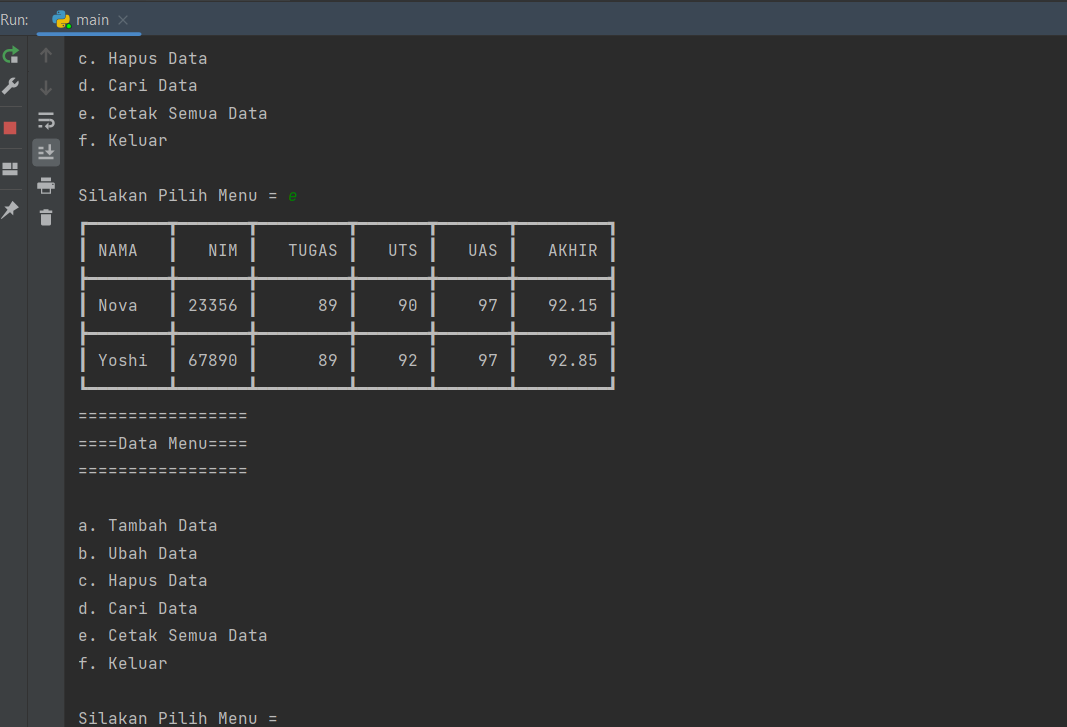 Run: main
c. Hapus Data
d. Cari Data
e. Cetak Semua Data
f. Keluar
Silakan Pilih Menu = e
NAMA NIM TUGAS UTS UAS AKHIR
Nova 23356 89 90 97 92.15
Yoshi 67890 89 92 97 92.85
=================
====Data Menu====
=================
a. Tambah Data
b. Ubah Data
c. Hapus Data
d. Cari Data
e. Cetak Semua Data
f. Keluar
Silakan Pilih Menu =